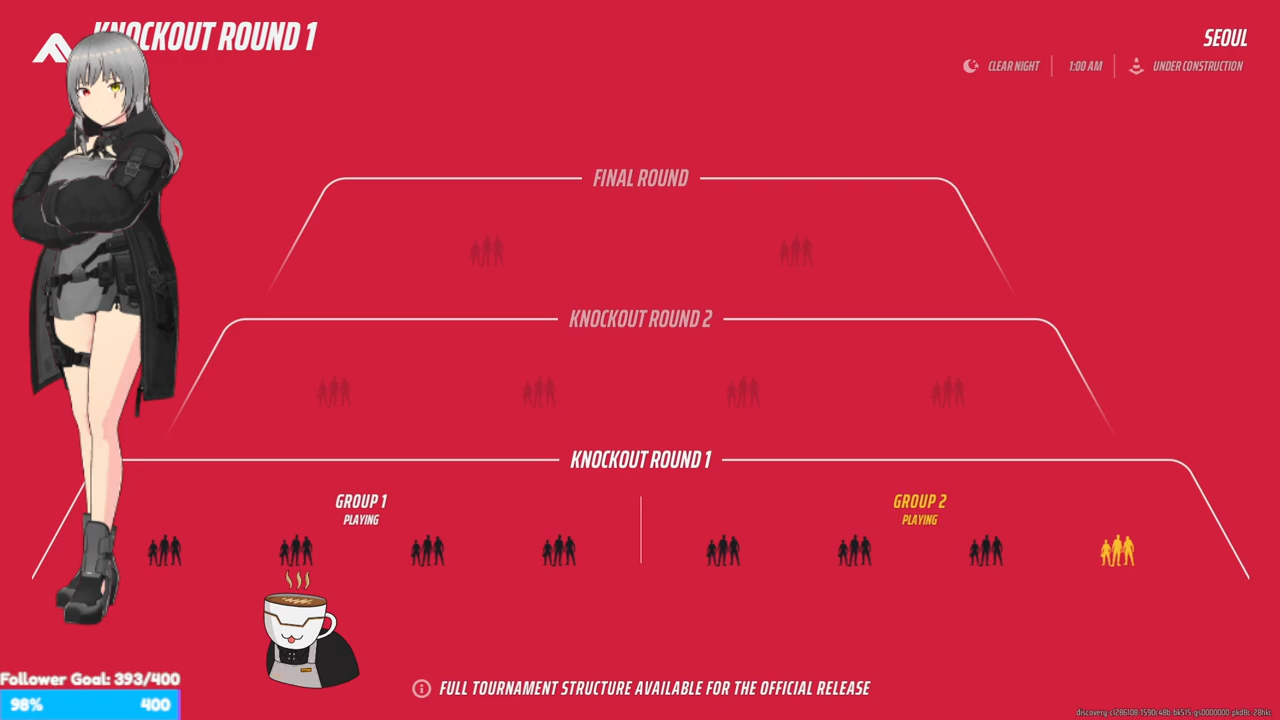 KNOCKOUT ROUND 1
SEOUL
CLEAR NIGHT
1:00 AM
UNDER CONSTRUCTION
FINAL ROUND
KNOCKOUT ROUND 2
KNOCKOUT ROUND 1
GROUP 1
PLAYING
GROUP 2
PLAYING
Follower Goal: 393/400
98%
400
FULL TOURNAMENT STRUCTURE AVAILABLE FOR THE OFFICIAL RELEASE